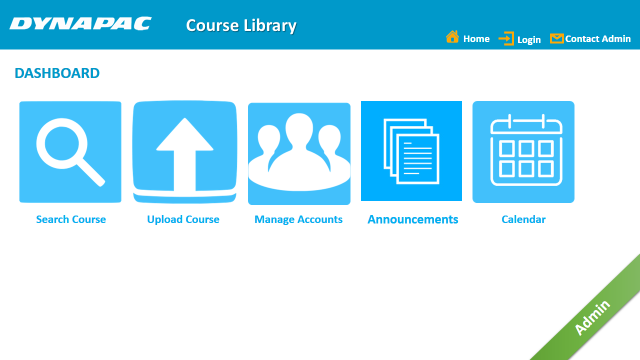 DYNAPAC
Course Library
Home
Login
Contact Admin
DASHBOARD
Search Course
Upload Course
Manage Accounts
Announcements
Calendar
Admin